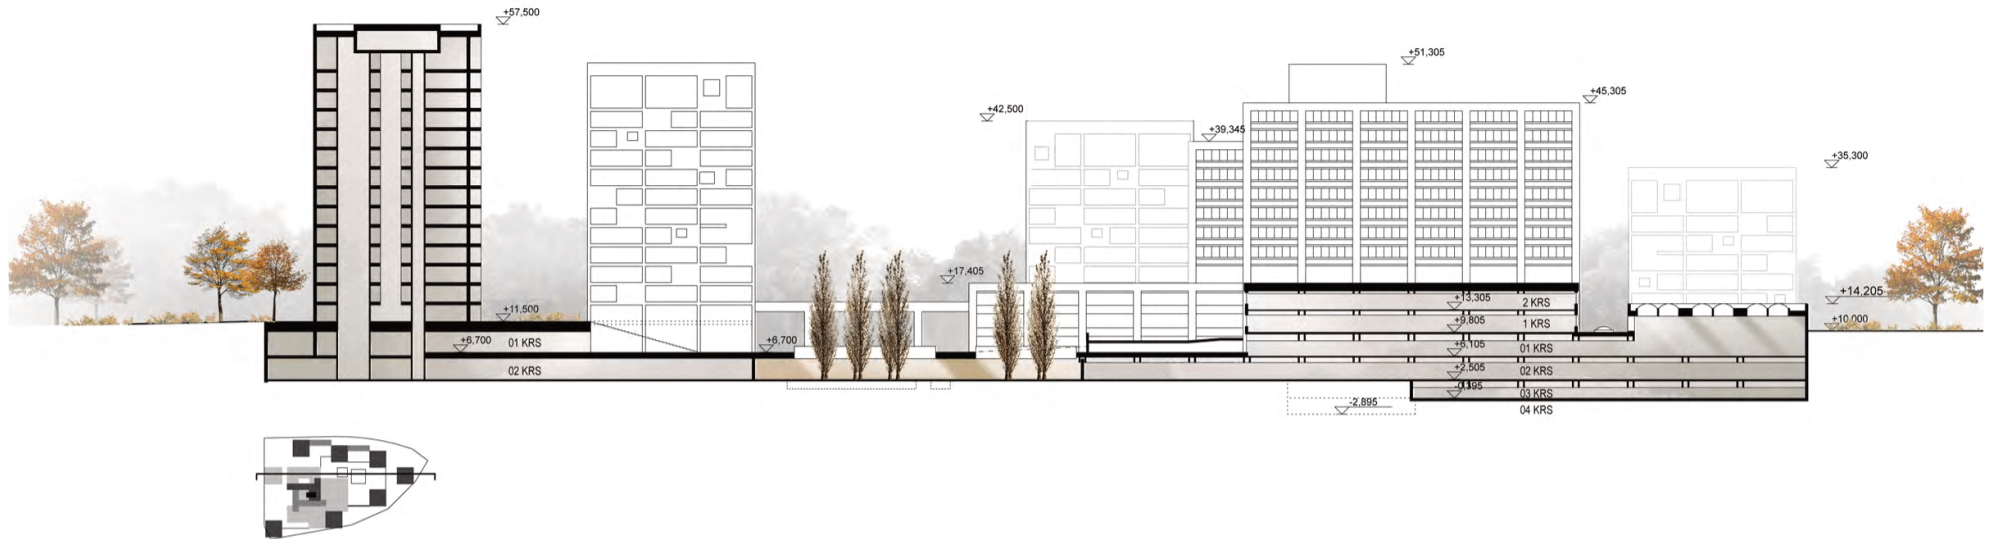 +57,500
+51,305
+45,305
+42,500
+39,345
+35,300
+17,405
+14,205
+13,305
2 KRS
+11,500
+10,000
+9,805
1 KRS
+6,700
01 KRS
+6,700
+6,105
01 KRS
02 KRS
+2,505
02 KRS
03 KRS
-2,895
04 KRS